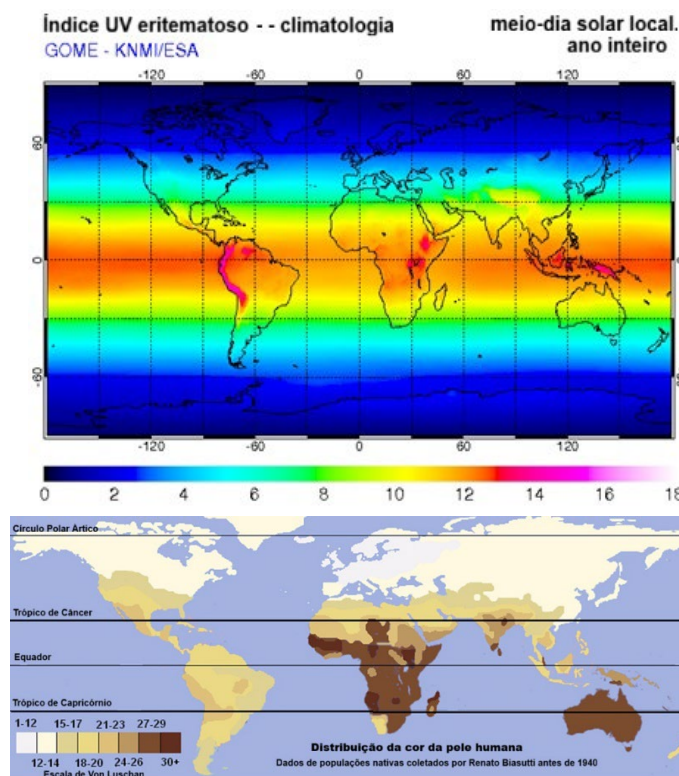 Índice UV eritematoso - - climatologia
meio-dia solar local.
GOME - KNMI/ESA
ano inteiro
-120 -60 0 60 120
60 60
0 0
-60 -60
-120 -60 0 60 120
0 2 4 6 8 10 12 14 16 18
Círculo Polar Ártico
Trópico de Câncer
Equador
Trópico de Capricórnio
1-12 15-17 21-23 27-29
12-14 18-20 24-26 30+
Escala de Von Luschan
Distribuição da cor da pele humana
Dados de populações nativas coletados por Renato Biasutti antes de 1940